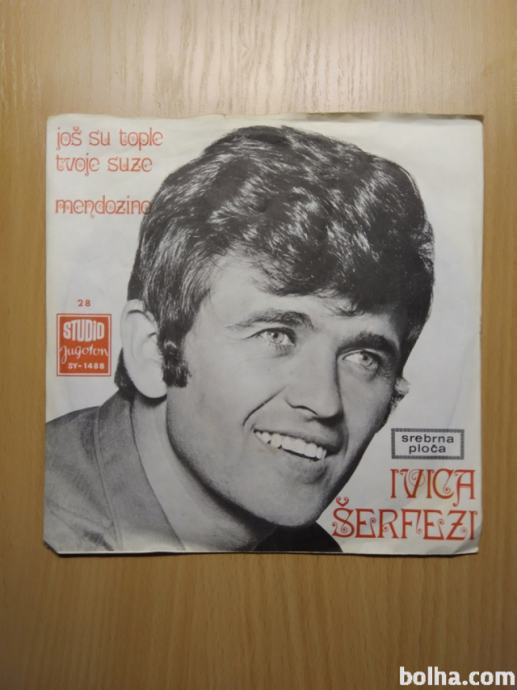 još su tople
tvoje suze
mendozino
28
STUDIO
Jugoton
SY-1488
srebrna
ploča
IVICA
ŠERFEZI
bolha.com